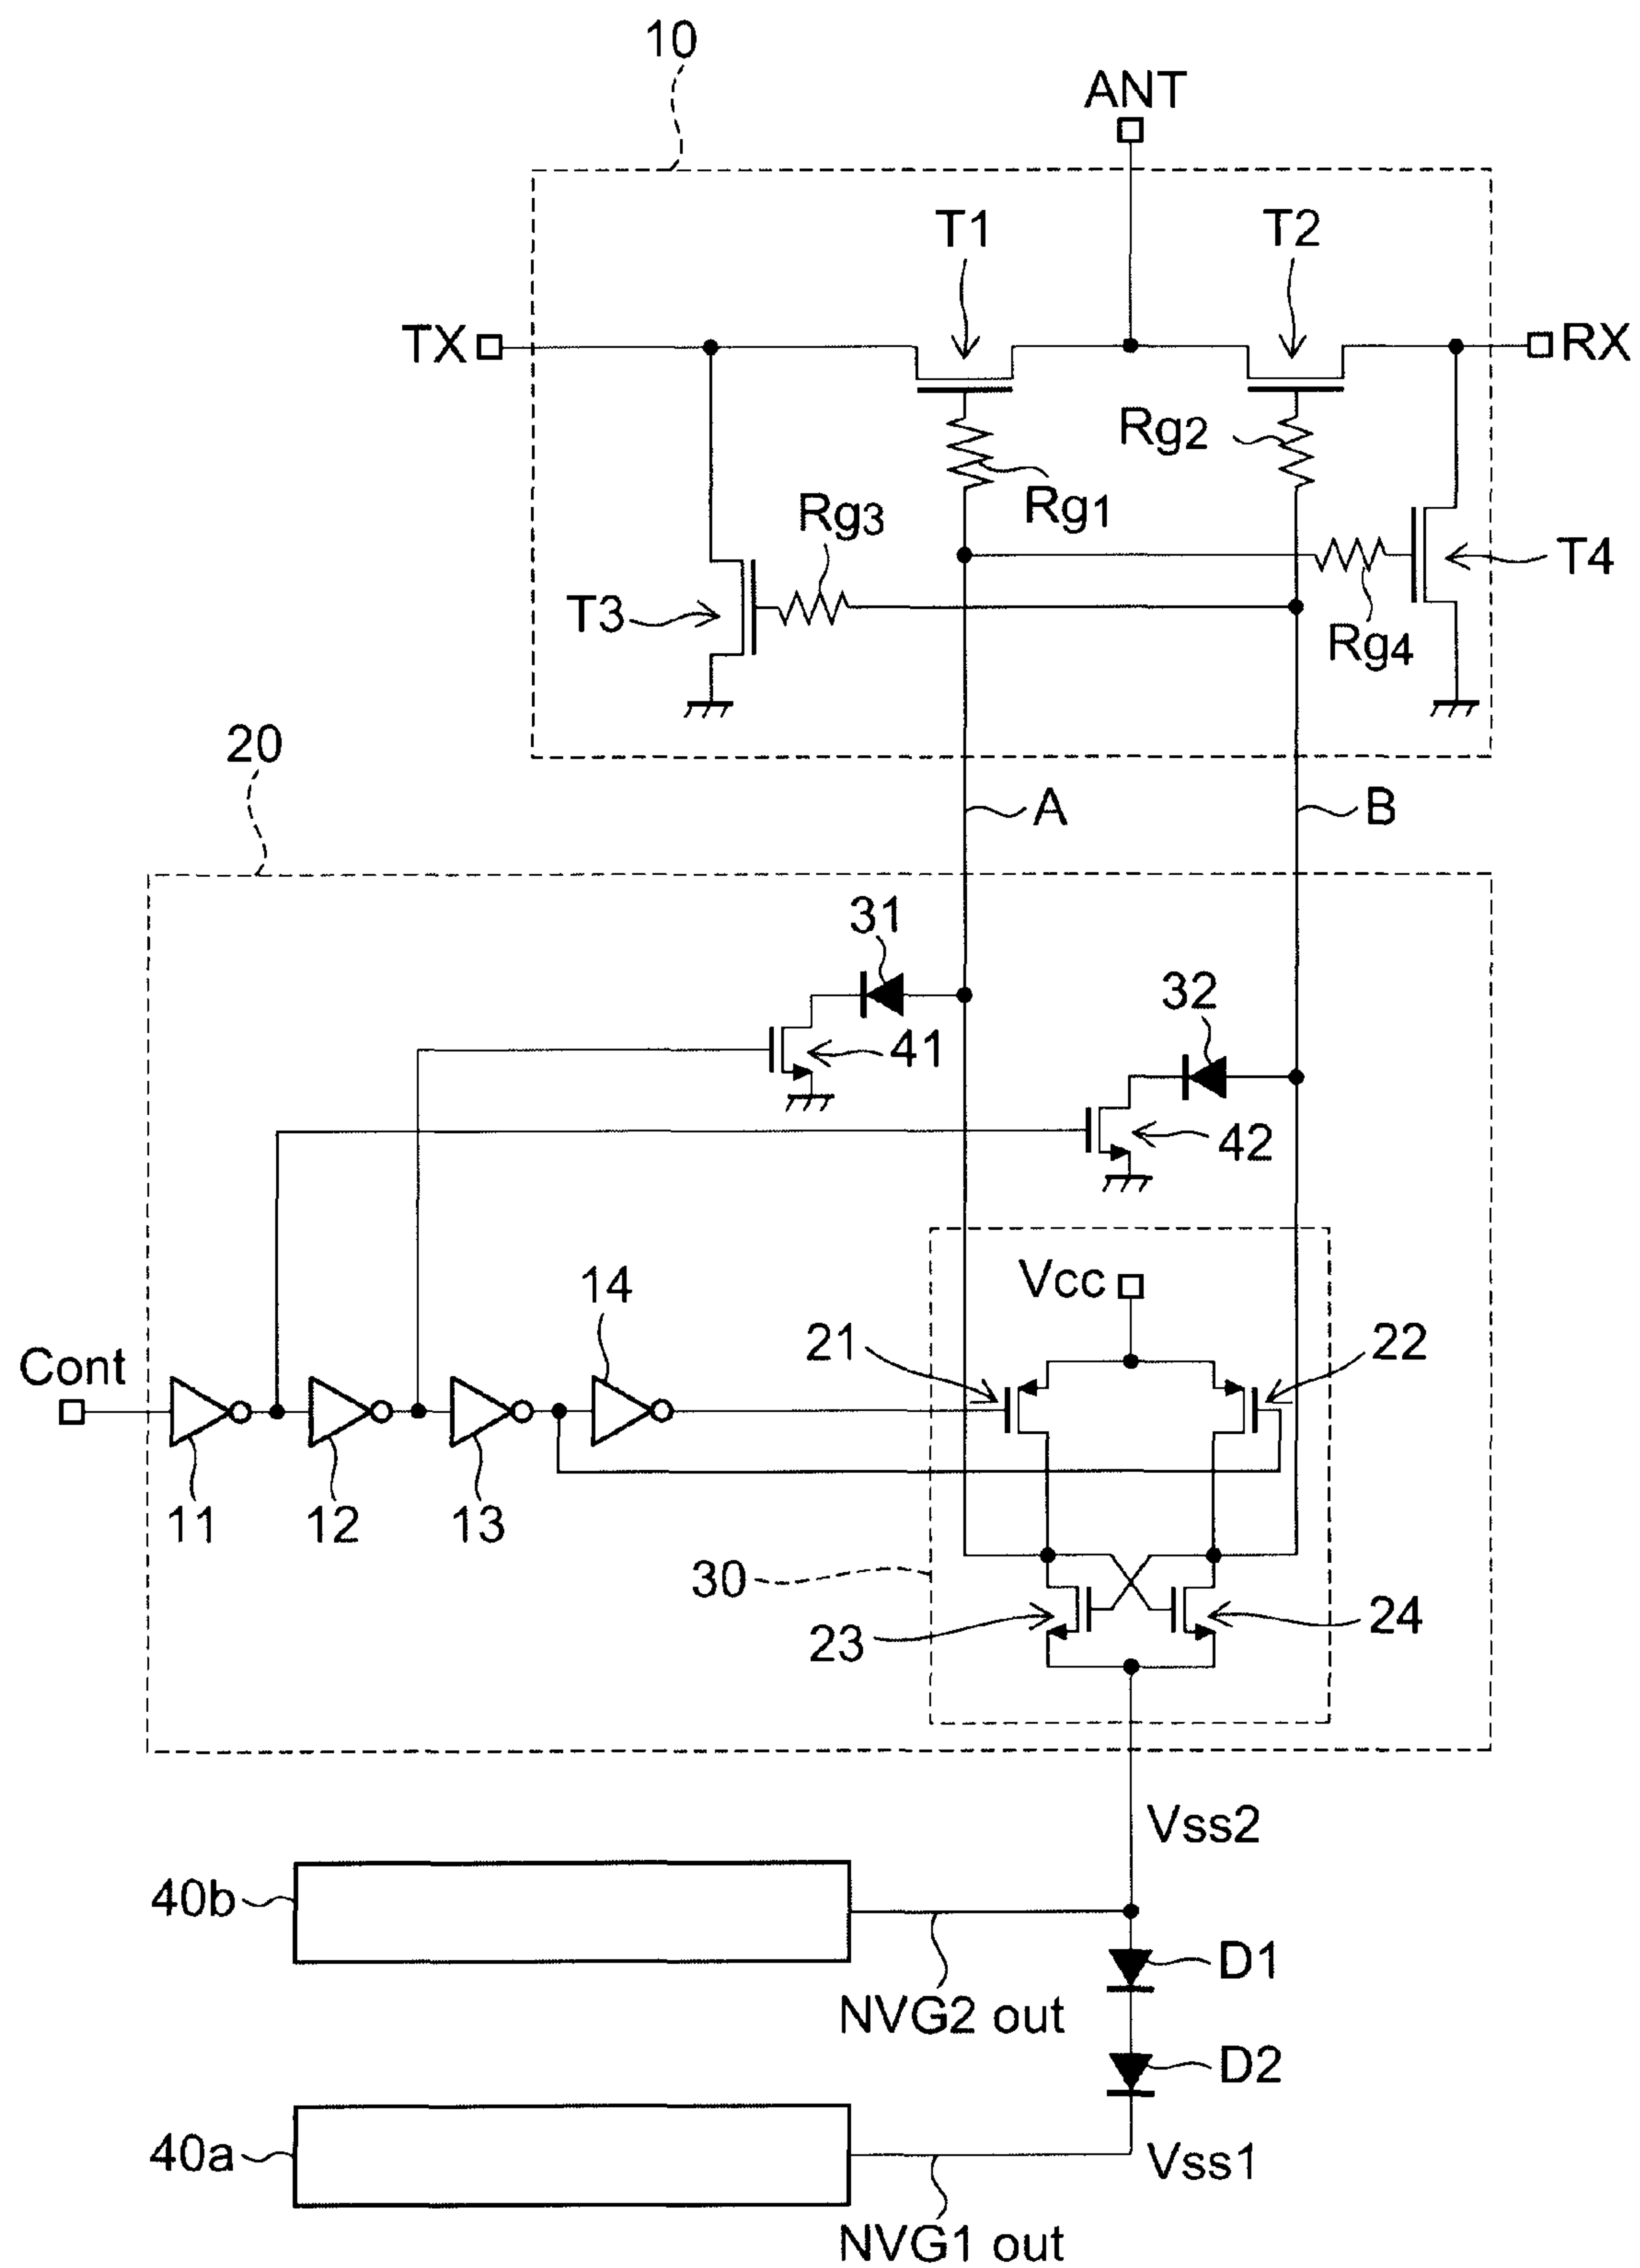 10
ANT
T1
T2
TX
RX
Rg2
Rg1
Rg3
T4
T3
Rg4
20
A
B
31
32
41
42
Vcc
14
21
22
Cont
11
12
13
30
23
24
Vss2
40b
D1
NVG2 out
D2
40a
Vss1
NVG1 out